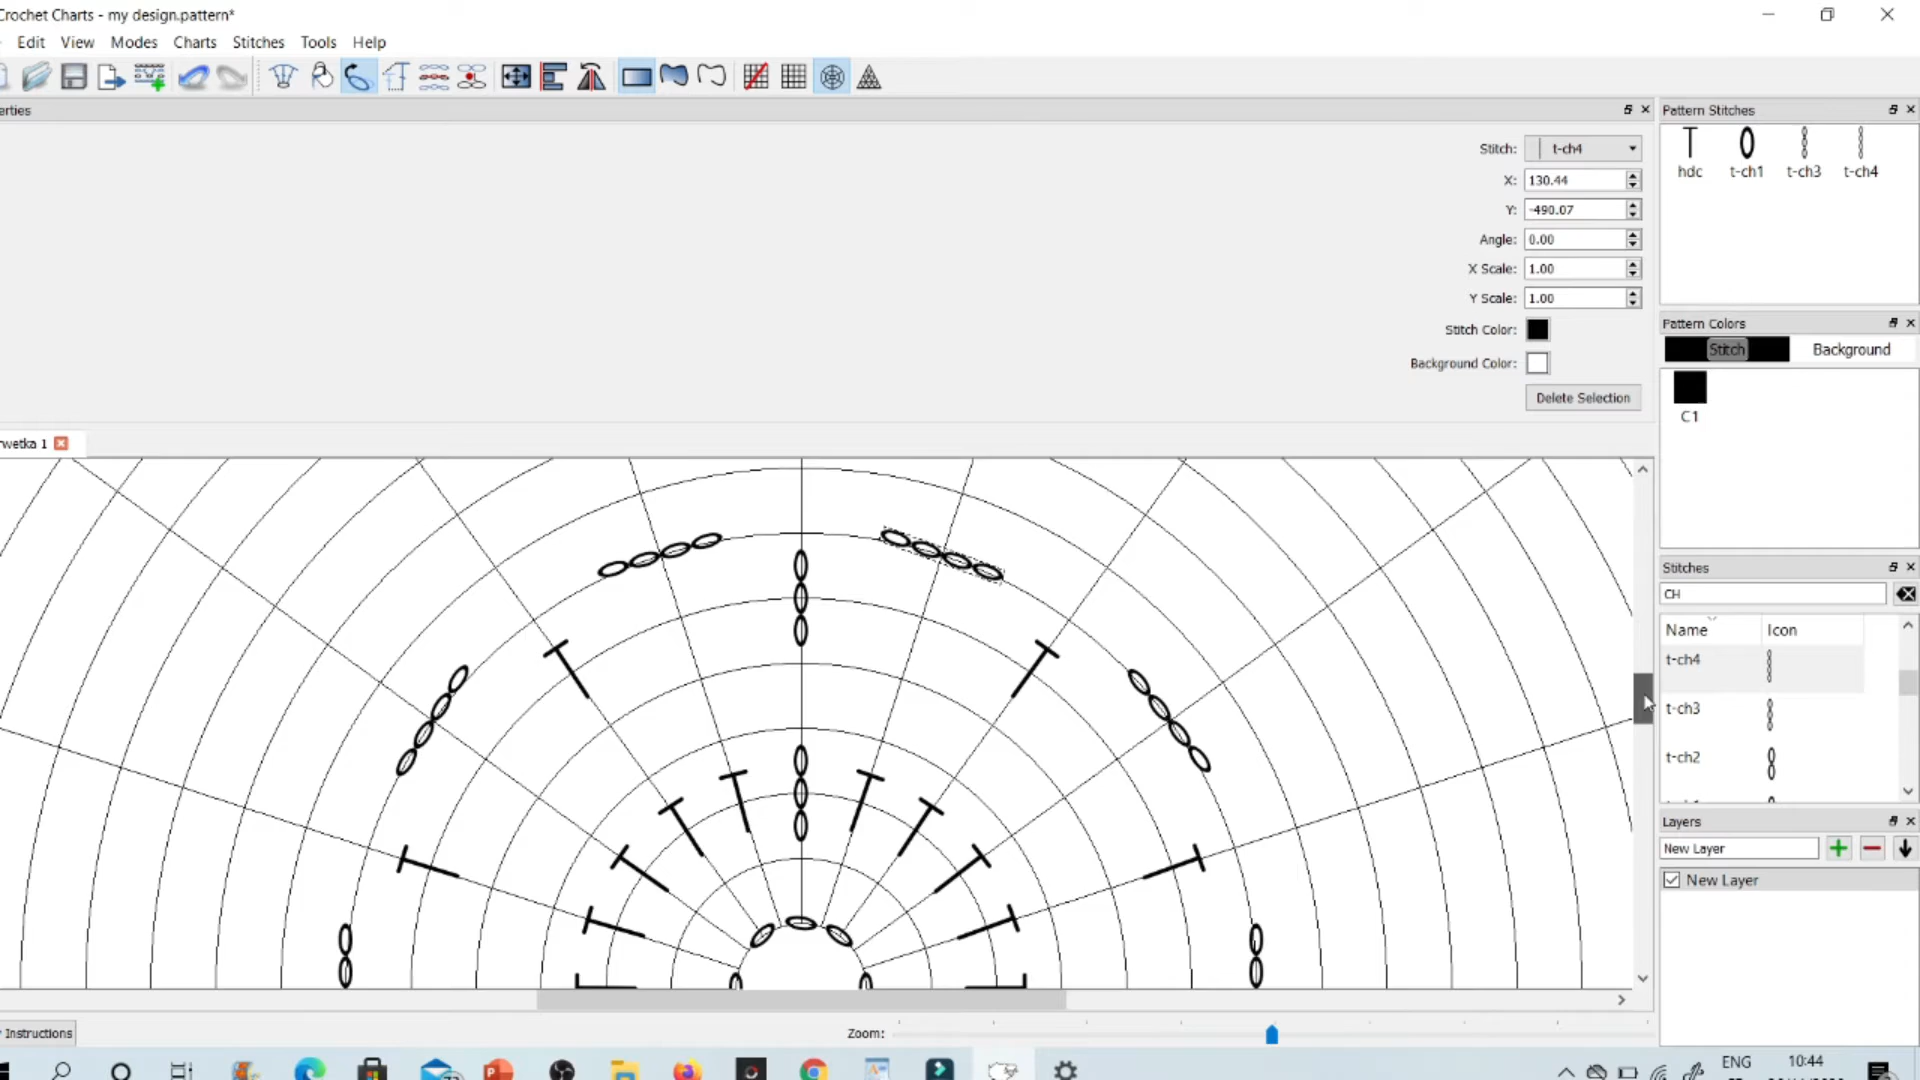 Crochet Charts - my design.pattern*
Edit View Modes Charts Stitches Tools Help
erties
Stitch: t-ch4
X: 130.44
Y: -490.07
Angle: 0.00
X Scale: 1.00
Y Scale: 1.00
Stitch Color:
Background Color:
Delete Selection
Pattern Stitches
hdc t-ch1 t-ch3 t-ch4
Pattern Colors
Stitch Background
C1
rwetka 1
Stitches
CH
Name Icon
t-ch4
t-ch3
t-ch2
Layers
New Layer
New Layer
Instructions
Zoom:
ENG
10:44